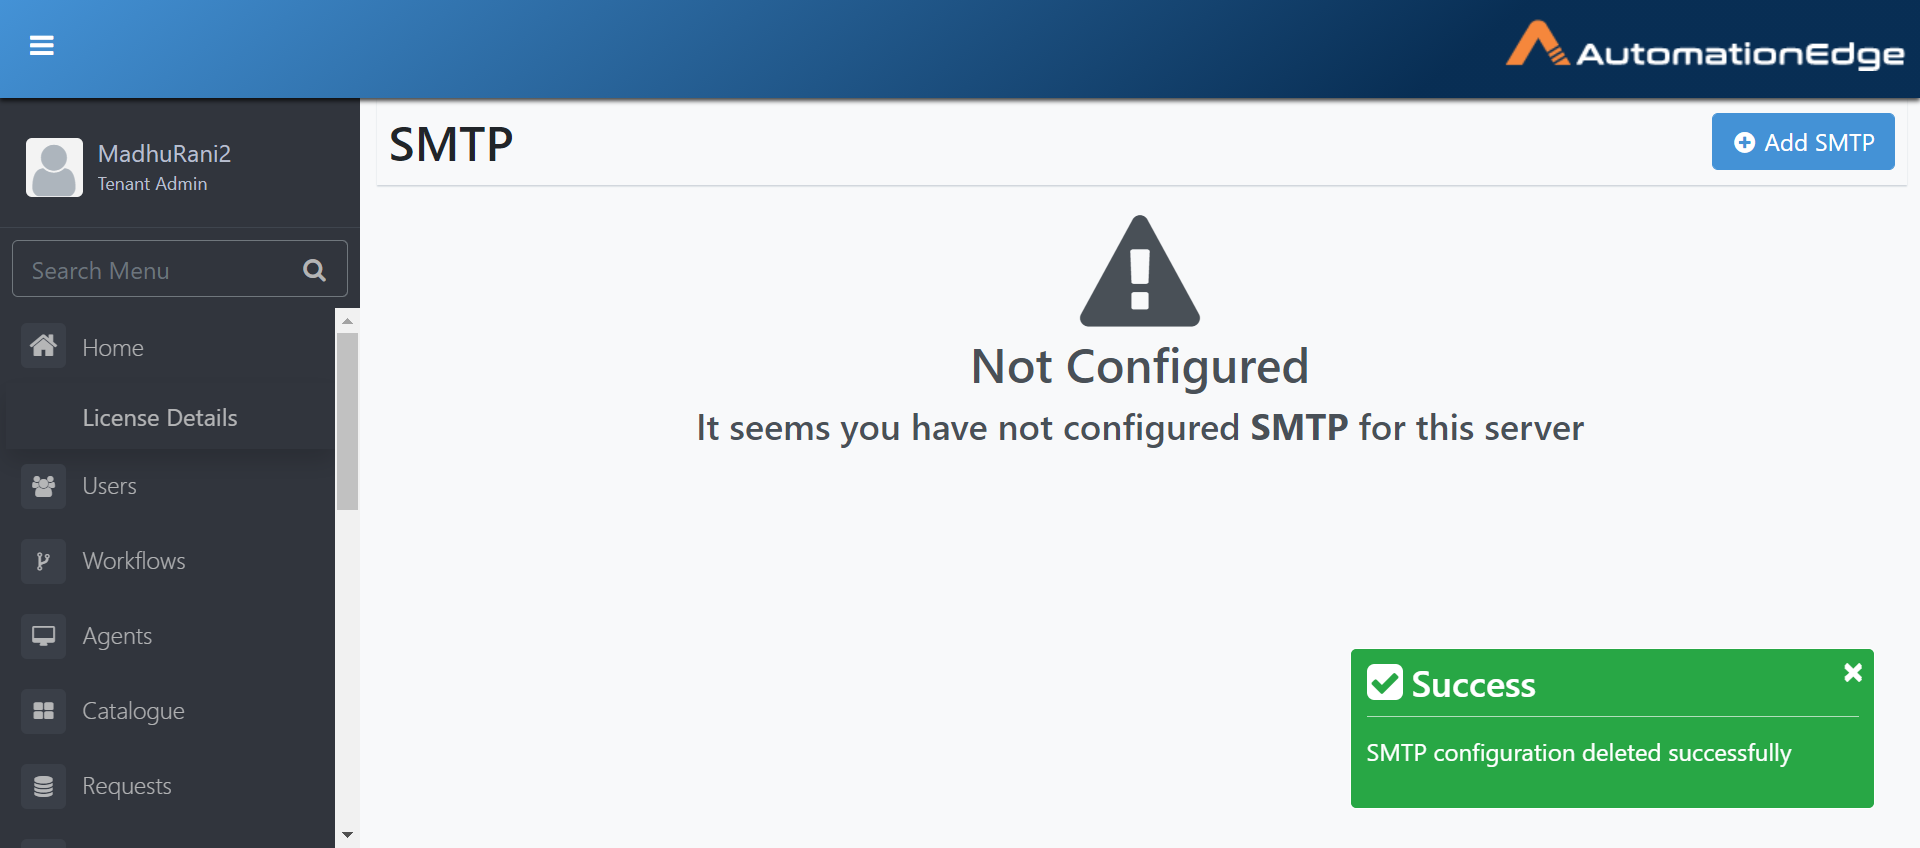 AutomationEdge
MadhuRani2
Tenant Admin
Search Menu
Home
License Details
Users
Workflows
Agents
Catalogue
Requests
SMTP
Add SMTP
Not Configured
It seems you have not configured SMTP for this server
Success
SMTP configuration deleted successfully